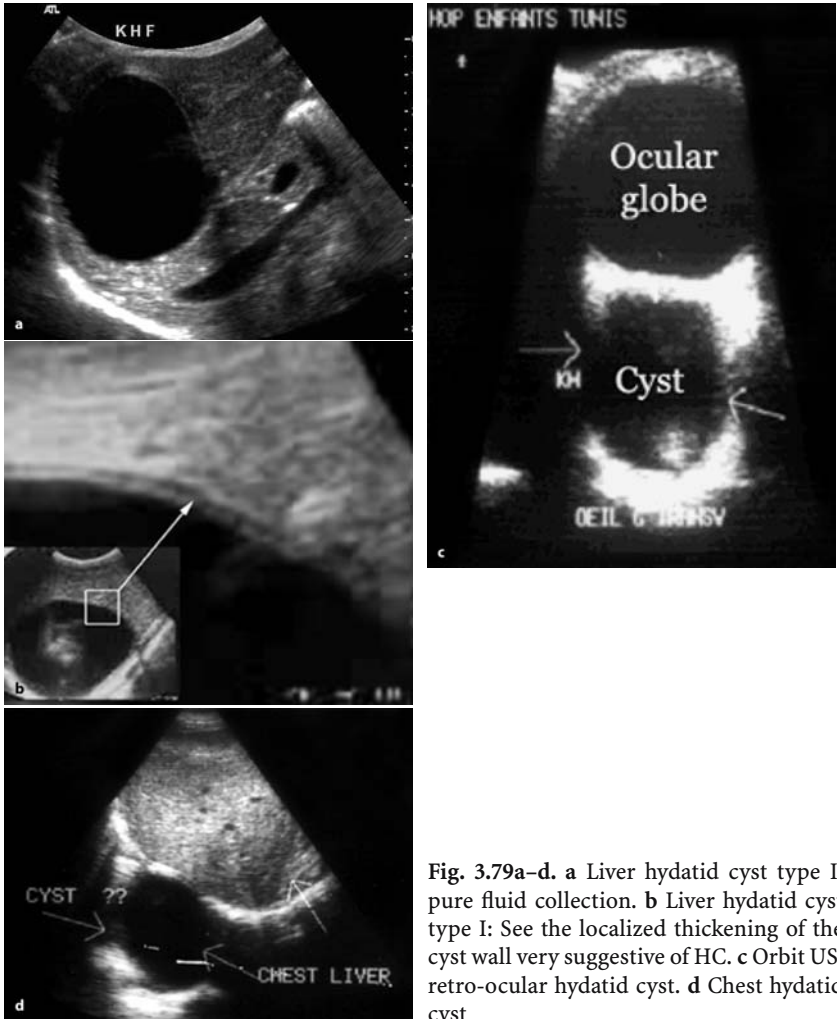 ATL
KHF
a
b
CYST ??
CHEST LIVER
d
HOP ENFANTS TUNIS
Ocular
globe
KH
Cyst
OEIL G TRANSV
c
Fig. 3.79a–d. a Liver hydatid cyst type I
pure fluid collection. b Liver hydatid cys
type I: See the localized thickening of the
cyst wall very suggestive of HC. c Orbit US
retro-ocular hydatid cyst. d Chest hydatid
cyst